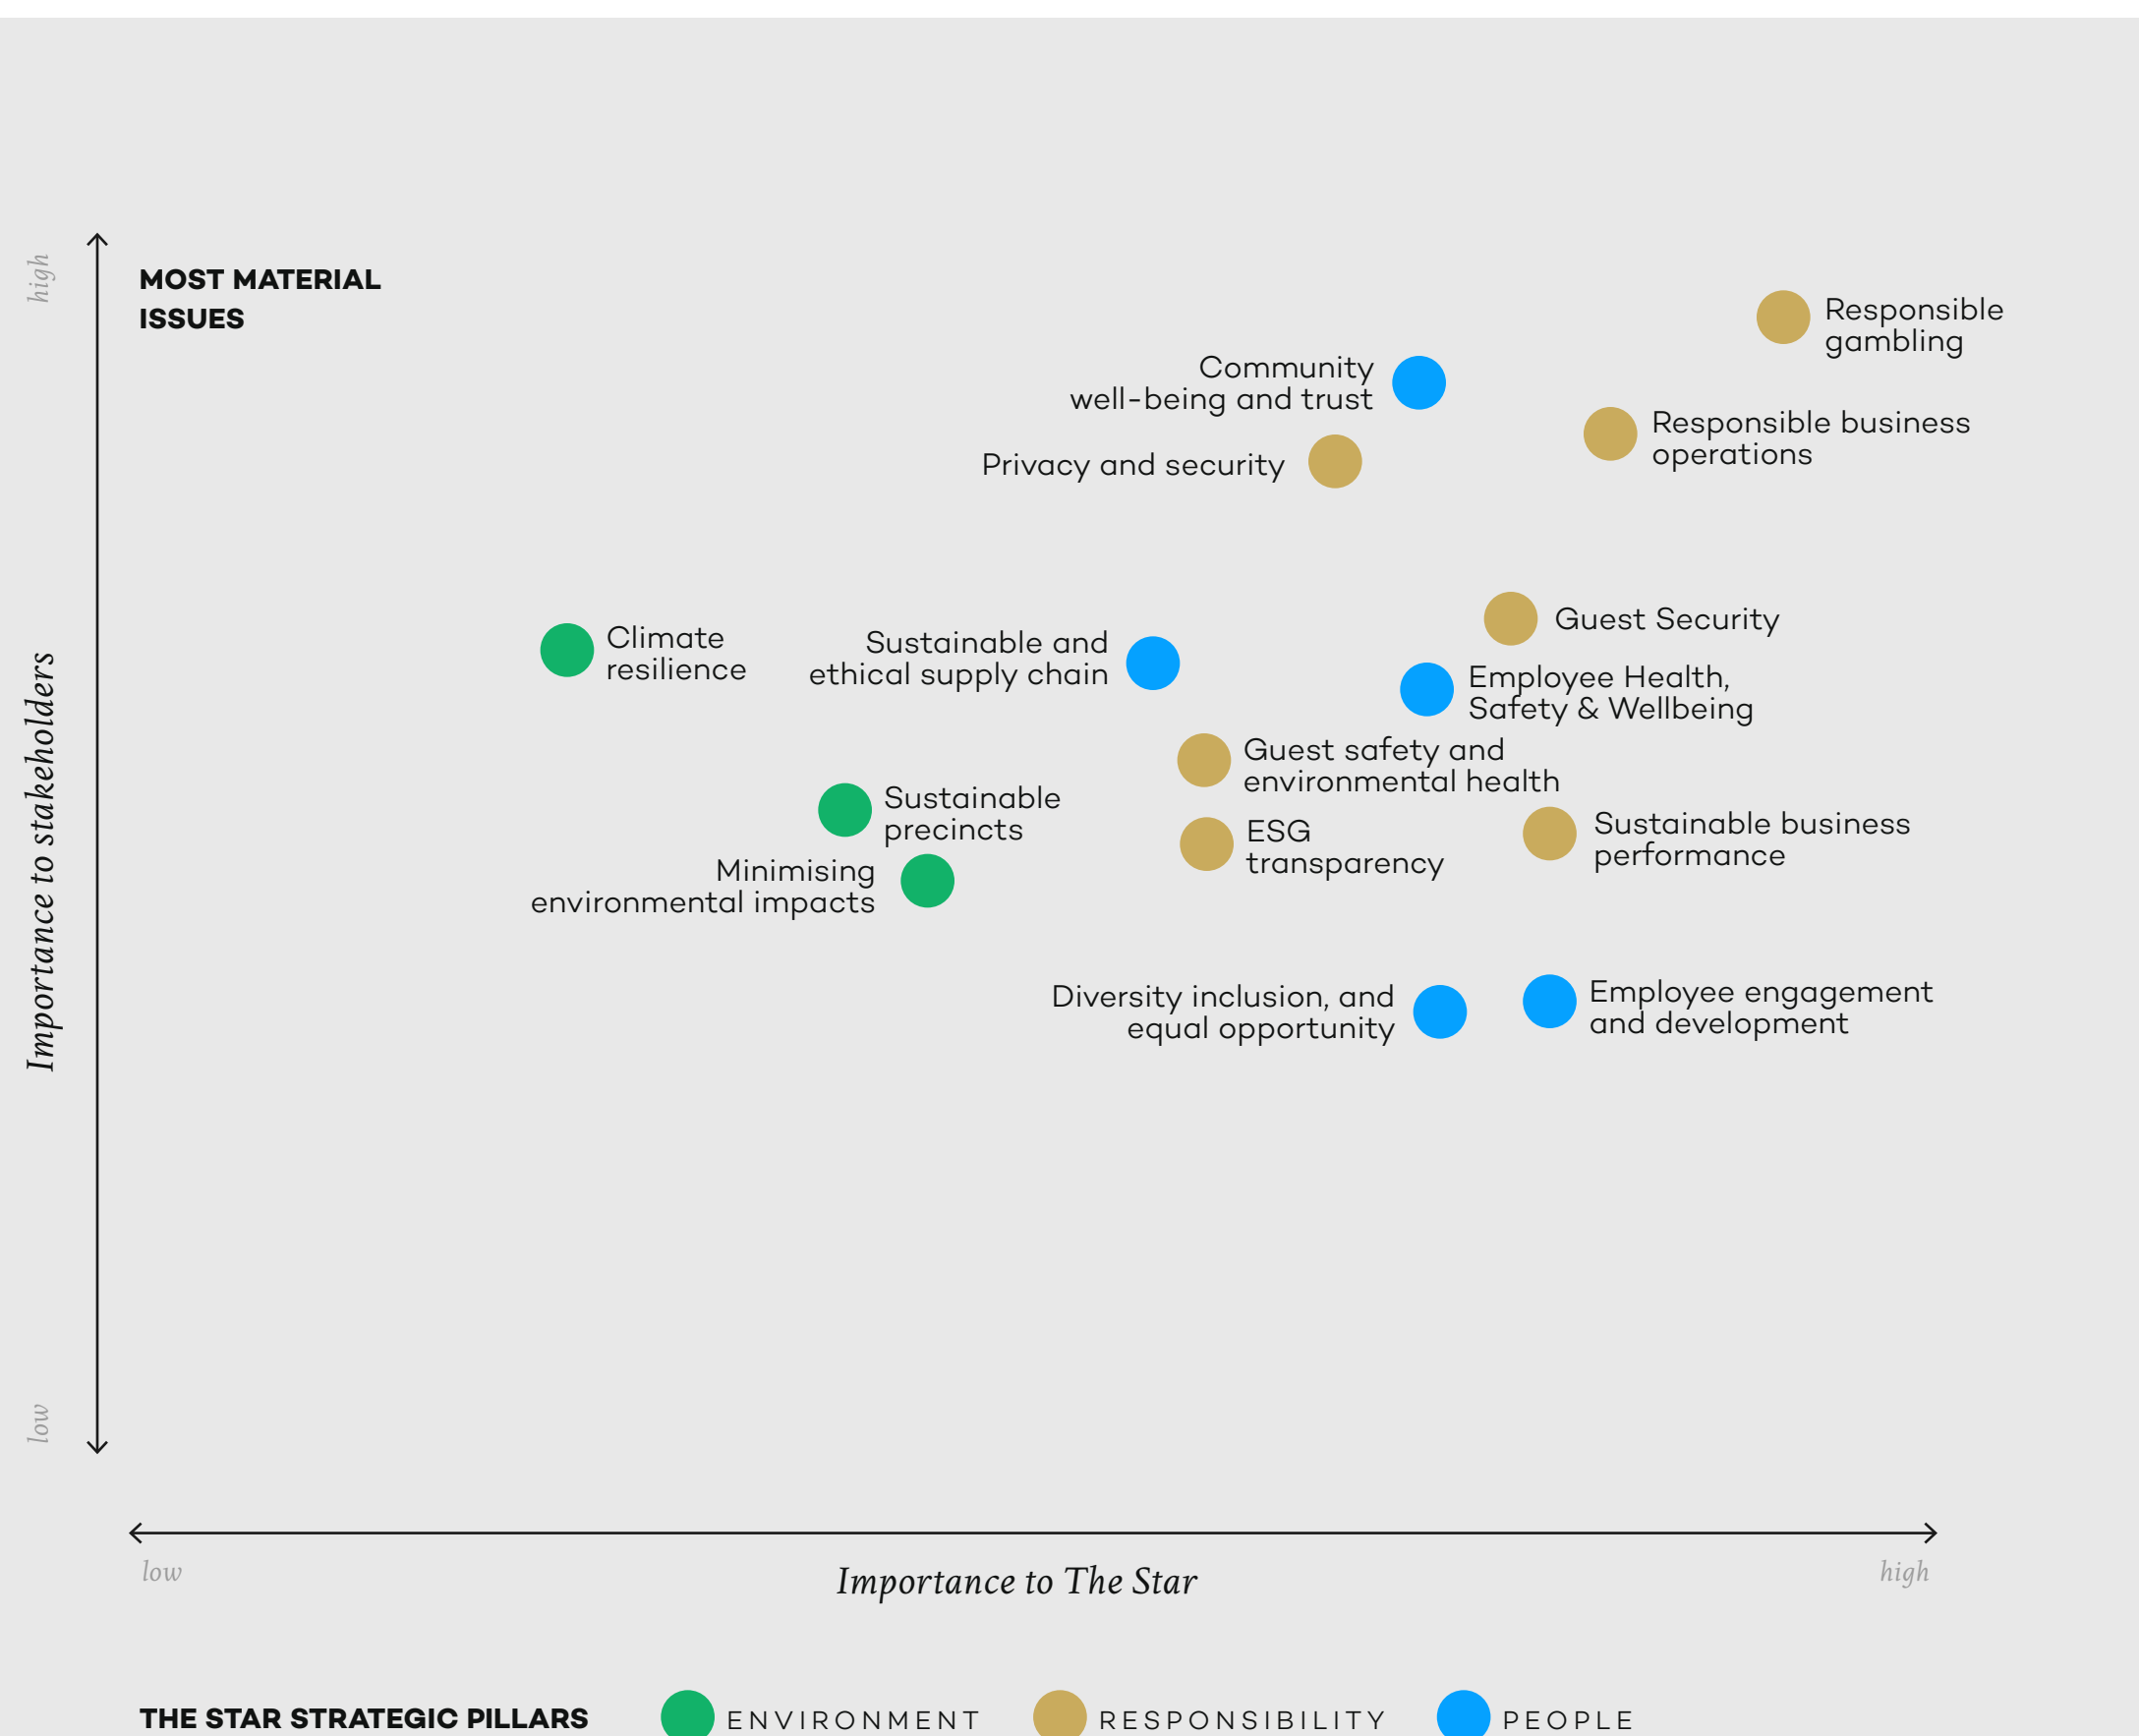 high
MOST MATERIAL
ISSUES
Responsible
gambling
Community
well-being and trust
Responsible business
operations
Privacy and security
Guest Security
Climate
resilience
Sustainable and
ethical supply chain
Employee Health,
Safety & Wellbeing
Guest safety and
environmental health
Sustainable
precincts
ESG
transparency
Sustainable business
performance
Minimising
environmental impacts
Diversity inclusion, and
equal opportunity
Employee engagement
and development
Importance to stakeholders
low
low
Importance to The Star
high
THE STAR STRATEGIC PILLARS
ENVIRONMENT
RESPONSIBILITY
PEOPLE